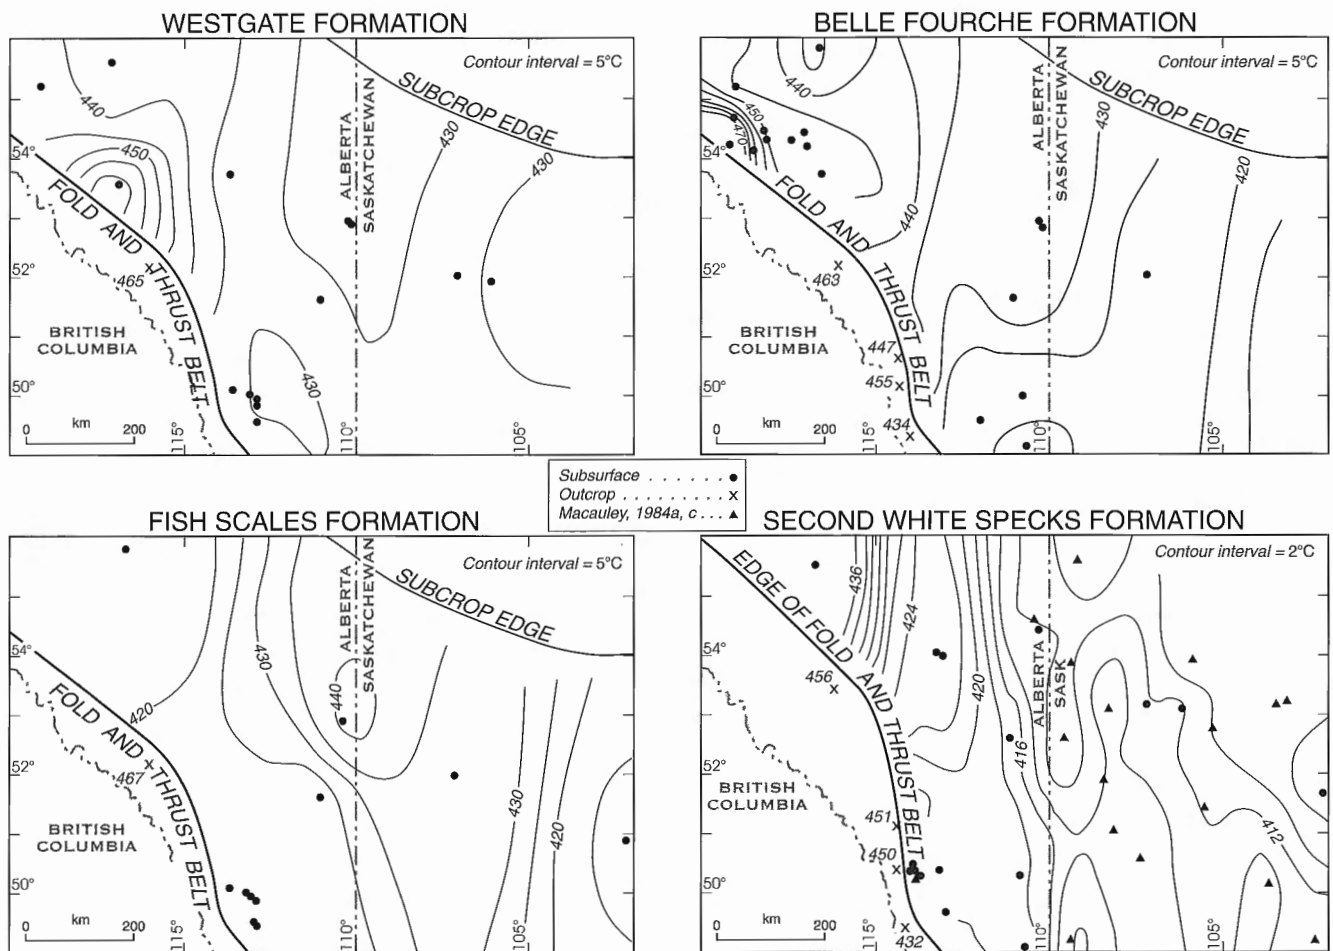 WESTGATE FORMATION
Contour interval = 5°C
SUBCROP EDGE
ALBERTA
SASKATCHEWAN
440
450
430
430
430
54°
52°
50°
FOLD AND THRUST BELT
465
BRITISH
COLUMBIA
km
0 200
115°
110°
105°
BELLE FOURCHE FORMATION
Contour interval = 5°C
SUBCROP EDGE
ALBERTA
SASKATCHEWAN
440
450
470
440
430
420
54°
52°
50°
FOLD AND THRUST BELT
463
447
455
434
BRITISH
COLUMBIA
km
0 200
115°
110°
105°
Subsurface . . . . . . ●
Outcrop . . . . . . . . . x
Macauley, 1984a, c . . . ▲
FISH SCALES FORMATION
Contour interval = 5°C
SUBCROP EDGE
ALBERTA
SASKATCHEWAN
430
440
420
430
420
54°
52°
50°
FOLD AND THRUST BELT
467
BRITISH
COLUMBIA
km
0 200
115°
110°
105°
SECOND WHITE SPECKS FORMATION
Contour interval = 2°C
EDGE OF FOLD AND THRUST BELT
ALBERTA
SASK
436
424
420
416
412
54°
52°
50°
456
451
450
432
BRITISH
COLUMBIA
km
0 200
115°
110°
105°